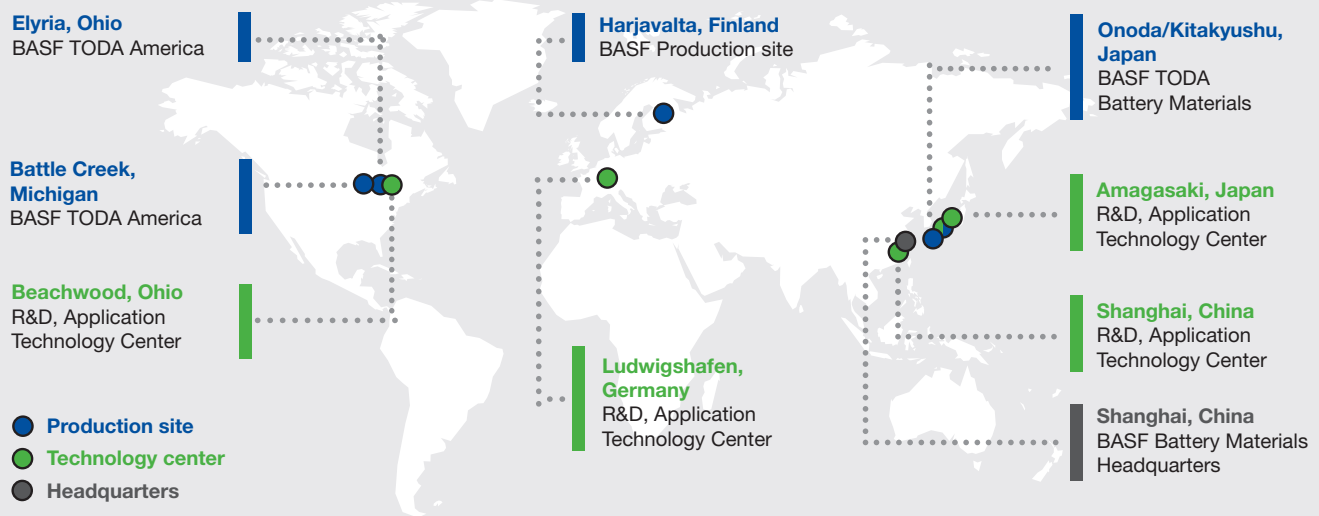 Elyria, Ohio
BASF TODA America
Battle Creek,
Michigan
BASF TODA America
Beachwood, Ohio
R&D, Application
Technology Center
Production site
Technology center
Headquarters
Harjavalta, Finland
BASF Production site
Ludwigshafen,
Germany
R&D, Application
Technology Center
Onoda/Kitakyushu,
Japan
BASF TODA
Battery Materials
Amagasaki, Japan
R&D, Application
Technology Center
Shanghai, China
R&D, Application
Technology Center
Shanghai, China
BASF Battery Materials
Headquarters